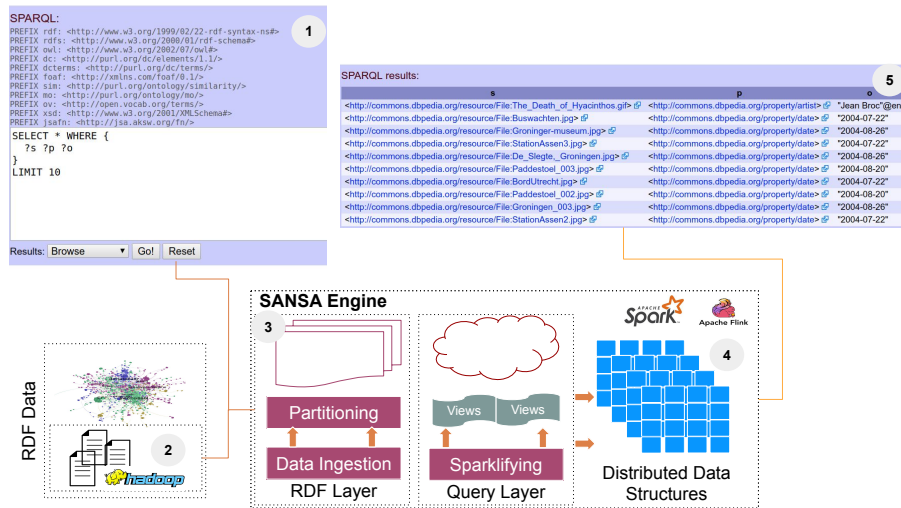 SPARQL:
1
PREFIX rdf: <http://www.w3.org/1999/02/22-rdf-syntax-ns#>
PREFIX rdfs: <http://www.w3.org/2000/01/rdf-schema#>
PREFIX owl: <http://www.w3.org/2002/07/owl#>
PREFIX dc: <http://purl.org/dc/elements/1.1/>
PREFIX dcterms: <http://purl.org/dc/terms/>
PREFIX foaf: <http://xmlns.com/foaf/0.1/>
PREFIX sim: <http://purl.org/ontology/similarity/>
PREFIX mo: <http://purl.org/ontology/mo/>
PREFIX ov: <http://open.vocab.org/terms/>
PREFIX xsd: <http://www.w3.org/2001/XMLSchema#>
PREFIX jsafn: <http://jsa.aksw.org/fn/>
SELECT * WHERE {
?s ?p ?o
}
LIMIT 10
Results: Browse Go! Reset
SPARQL results:
5
s p o
<http://commons.dbpedia.org/resource/File:The_Death_of_Hyacinthos.gif> <http://commons.dbpedia.org/property/artist> "Jean Broc"@en
<http://commons.dbpedia.org/resource/File:Buswachten.jpg> <http://commons.dbpedia.org/property/date> "2004-07-22"
<http://commons.dbpedia.org/resource/File:Groninger-museum.jpg> <http://commons.dbpedia.org/property/date> "2004-08-26"
<http://commons.dbpedia.org/resource/File:StationAssen3.jpg> <http://commons.dbpedia.org/property/date> "2004-07-22"
<http://commons.dbpedia.org/resource/File:De_Slegte,_Groningen.jpg> <http://commons.dbpedia.org/property/date> "2004-08-26"
<http://commons.dbpedia.org/resource/File:Paddestoel_003.jpg> <http://commons.dbpedia.org/property/date> "2004-08-20"
<http://commons.dbpedia.org/resource/File:BordUtrecht.jpg> <http://commons.dbpedia.org/property/date> "2004-07-22"
<http://commons.dbpedia.org/resource/File:Paddestoel_002.jpg> <http://commons.dbpedia.org/property/date> "2004-08-20"
<http://commons.dbpedia.org/resource/File:Groningen_003.jpg> <http://commons.dbpedia.org/property/date> "2004-08-26"
<http://commons.dbpedia.org/resource/File:StationAssen2.jpg> <http://commons.dbpedia.org/property/date> "2004-07-22"
RDF Data
2
hadoop
SANSA Engine
3
Partitioning
Data Ingestion
RDF Layer
Views Views
Sparklifying
Query Layer
APACHE
Spark
Apache Flink
4
Distributed Data
Structures